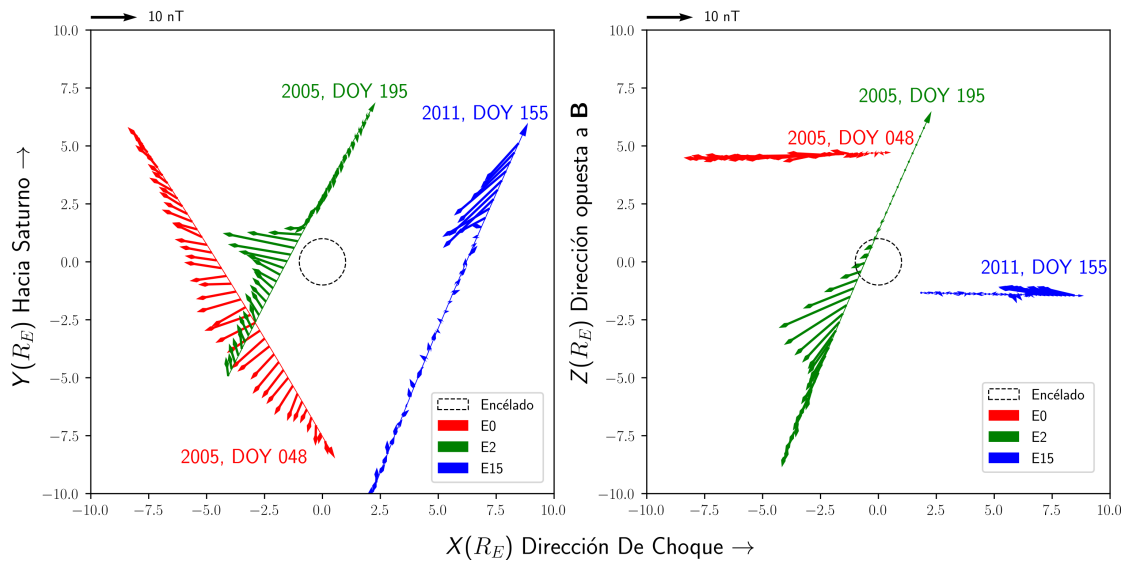 10 nT
10 nT
10.0
7.5
5.0
2.5
0.0
−2.5
−5.0
−7.5
−10.0
Y(R_E) Hacia Saturno →
2005, DOY 195
2011, DOY 155
2005, DOY 048
Encélado
E0
E2
E15
−10.0 −7.5 −5.0 −2.5 0.0 2.5 5.0 7.5 10.0
10.0
7.5
5.0
2.5
0.0
−2.5
−5.0
−7.5
−10.0
Z(R_E) Dirección opuesta a B
2005, DOY 195
2005, DOY 048
2011, DOY 155
Encélado
E0
E2
E15
−10.0 −7.5 −5.0 −2.5 0.0 2.5 5.0 7.5 10.0
X(R_E) Dirección De Choque →